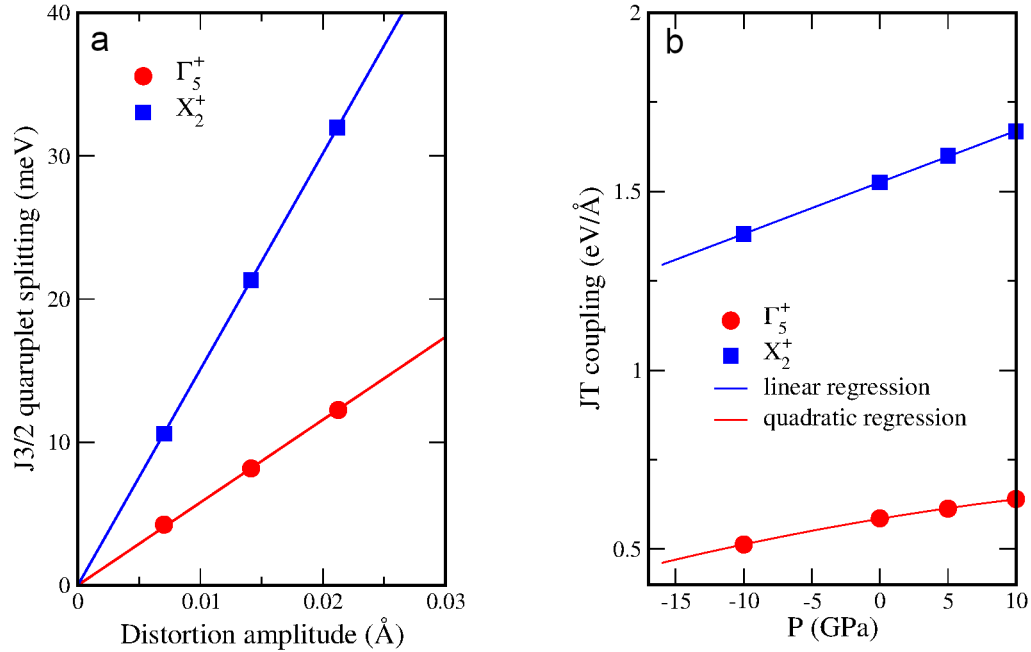 a
J3/2 quaruplet splitting (meV)
40
30
20
10
0
Γ5+
X2+
0
0.01
0.02
0.03
Distortion amplitude (Å)
b
JT coupling (eV/Å)
2
1.5
1
0.5
Γ5+
X2+
linear regression
quadratic regression
-15
-10
-5
0
5
10
P (GPa)